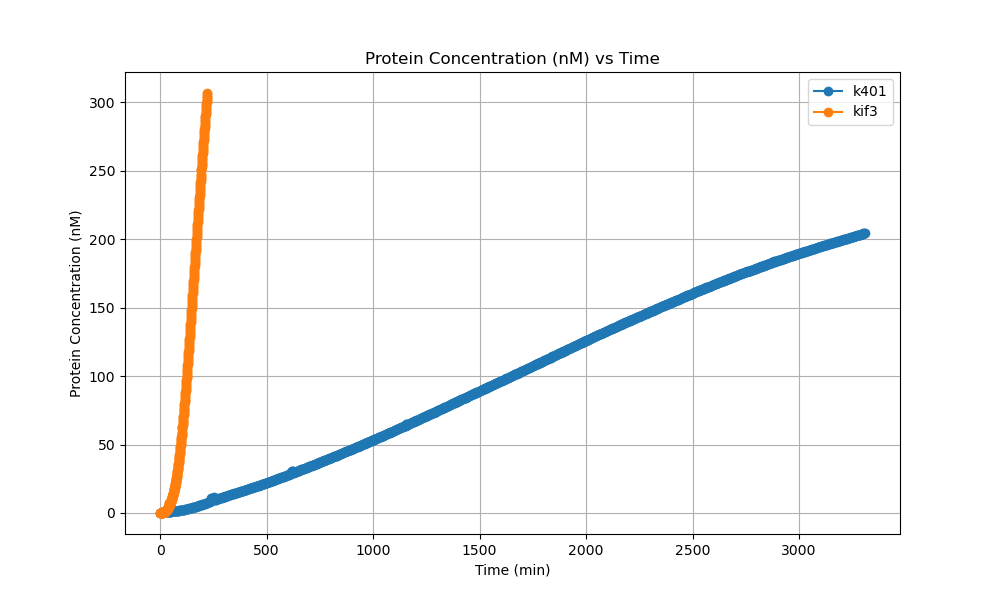 Protein Concentration (nM) vs Time
k401
kif3
Protein Concentration (nM)
300
250
200
150
100
50
0
0 500 1000 1500 2000 2500 3000
Time (min)